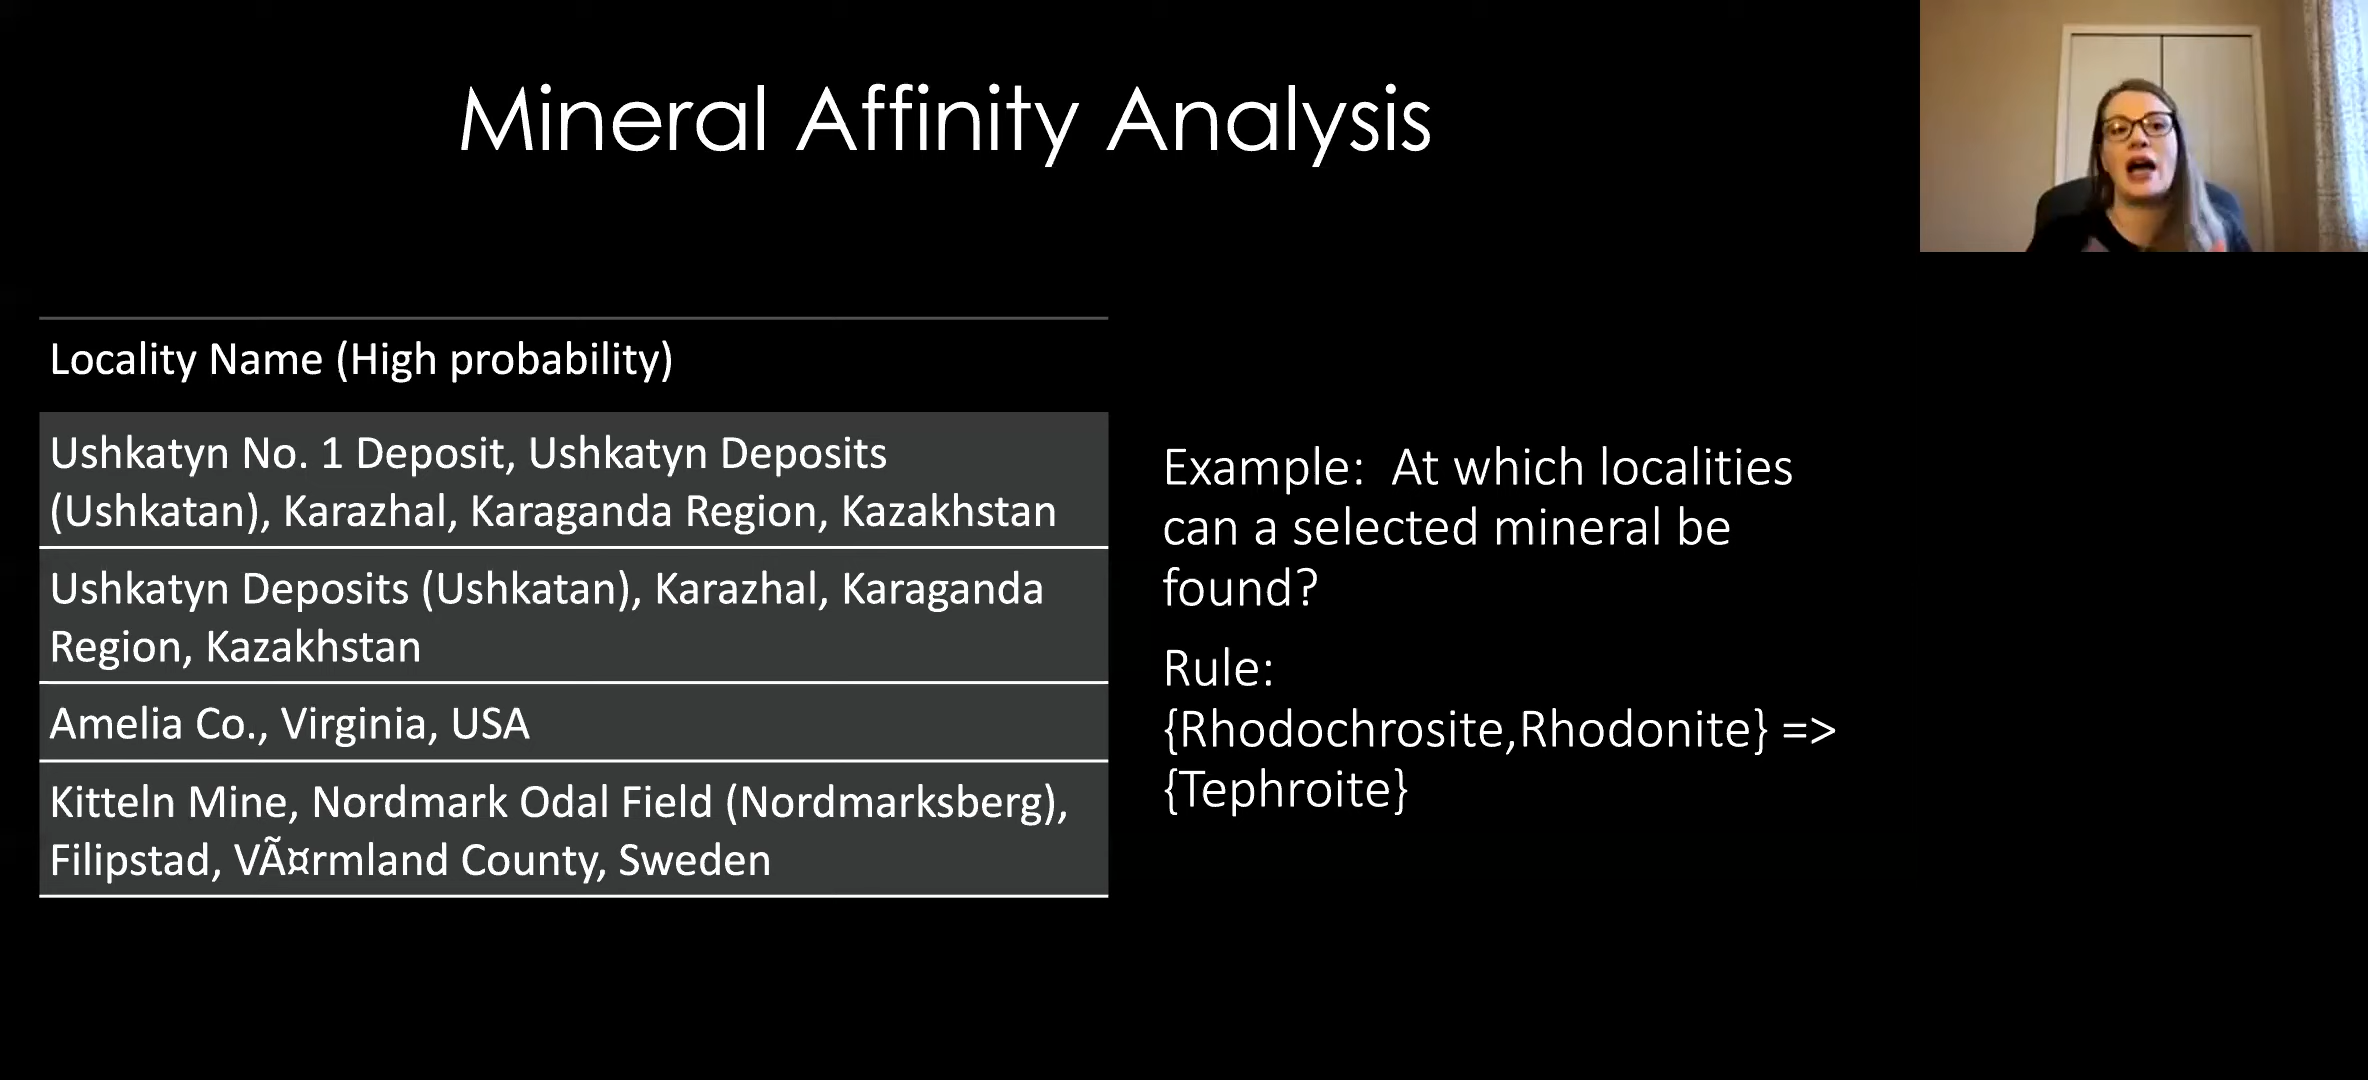 Mineral Affinity Analysis
Locality Name (High probability)
Ushkatyn No. 1 Deposit, Ushkatyn Deposits
(Ushkatan), Karazhal, Karaganda Region, Kazakhstan
Ushkatyn Deposits (Ushkatan), Karazhal, Karaganda
Region, Kazakhstan
Amelia Co., Virginia, USA
Kitteln Mine, Nordmark Odal Field (Nordmarksberg),
Filipstad, VÃ¤rmland County, Sweden
Example:  At which localities
can a selected mineral be
found?
Rule:
{Rhodochrosite,Rhodonite} =>
{Tephroite}